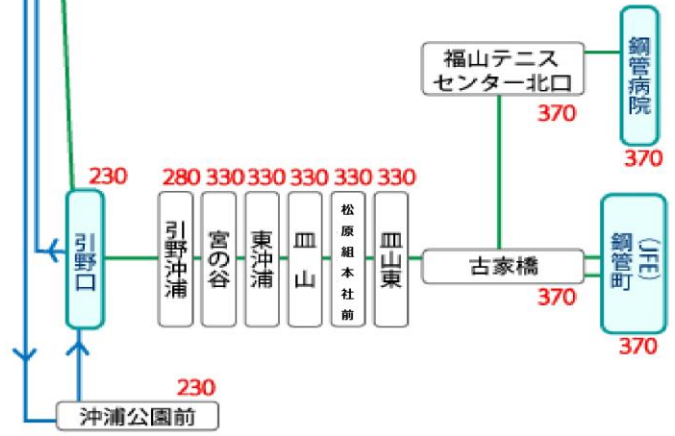 福山テニス
センター北口
370
鋼管病院
370
230
引野口
280
引野沖浦
330
宮の谷
330
東沖浦
330
皿山
330
松原組本社前
330
皿山東
古家橋
370
(JFE)
鋼管町
370
230
沖浦公園前